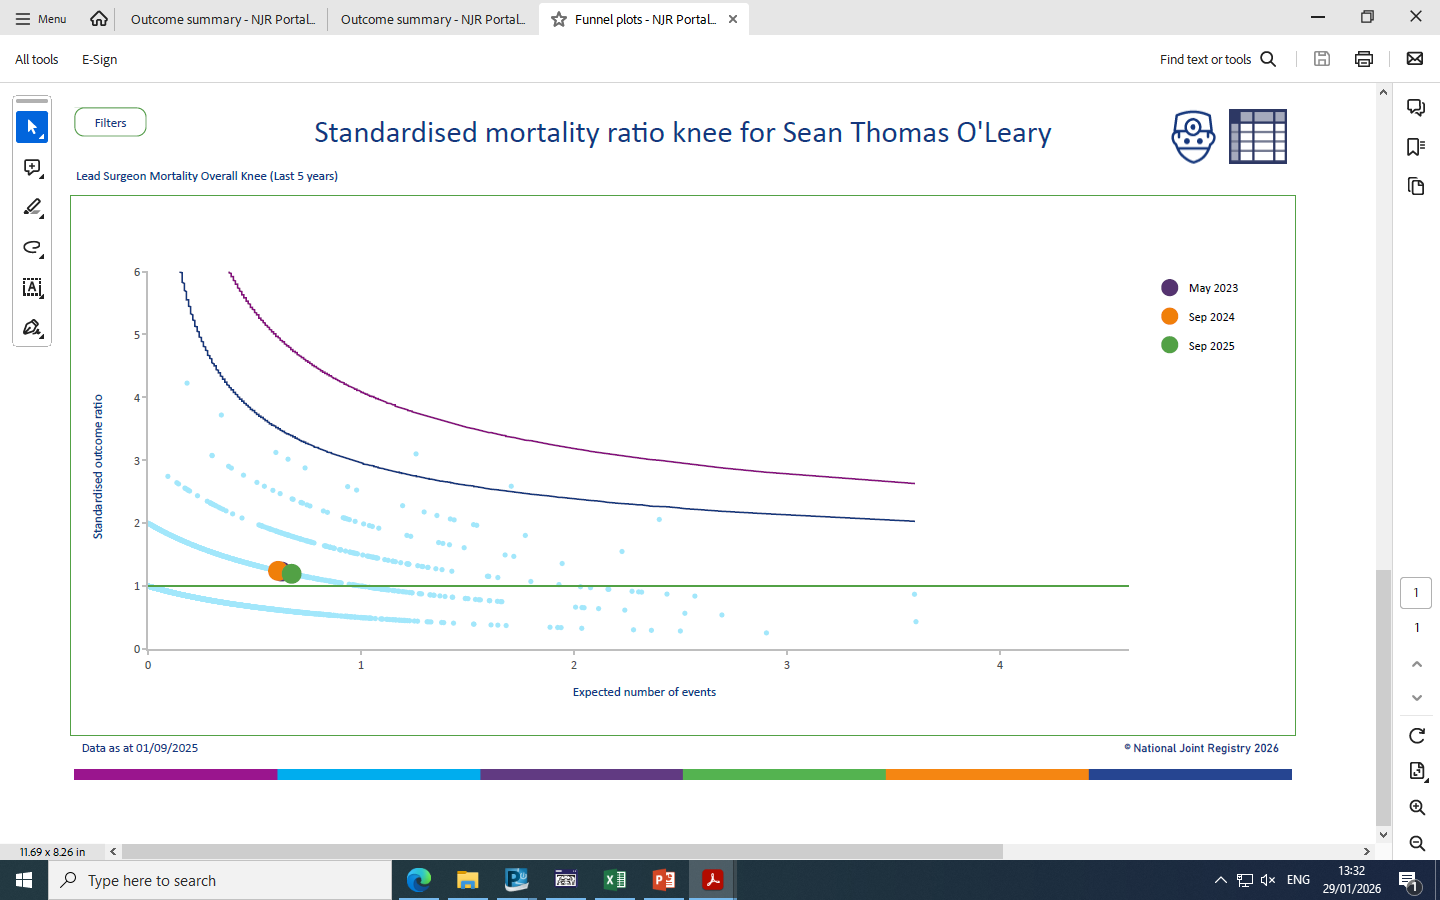 Menu
Outcome summary - NJR Portal...
Outcome summary - NJR Portal...
Funnel plots - NJR Portal...
All tools
E-Sign
Find text or tools
Filters
Standardised mortality ratio knee for Sean Thomas O'Leary
Lead Surgeon Mortality Overall Knee (Last 5 years)
May 2023
Sep 2024
Sep 2025
Standardised outcome ratio
6
5
4
3
2
1
0
0
1
2
3
4
Expected number of events
Data as at 01/09/2025
© National Joint Registry 2026
1
1
11.69 x 8.26 in
Type here to search
ENG
13:32
29/01/2026
1